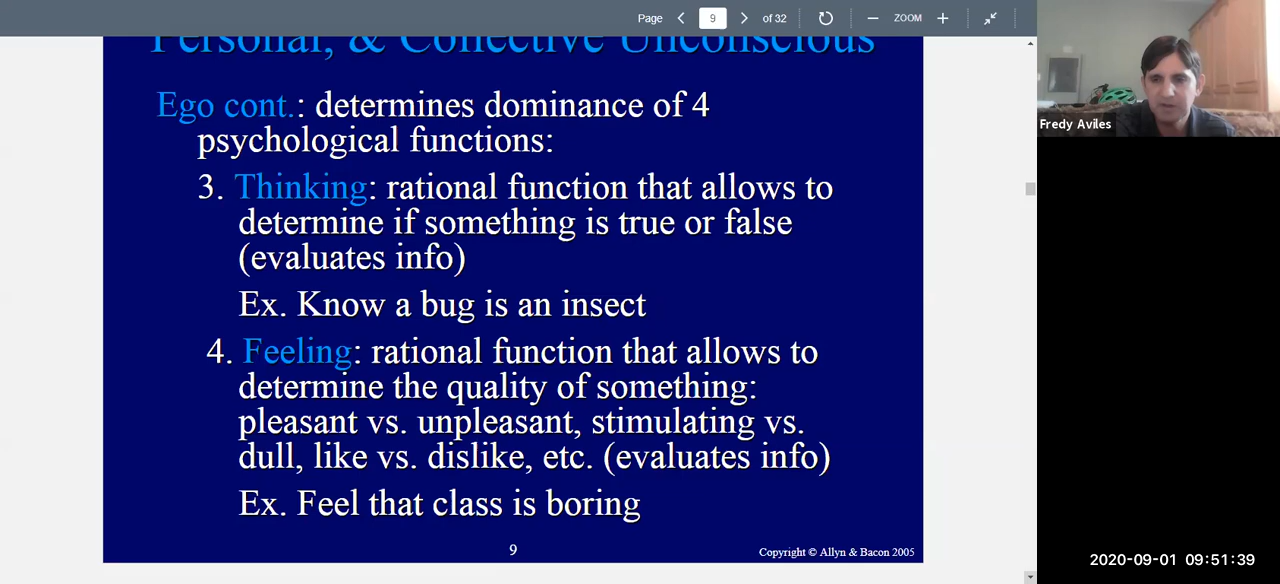 Page 9 of 32 ZOOM
Personal, & Collective Unconscious
Ego cont.: determines dominance of 4
psychological functions:
3. Thinking: rational function that allows to
determine if something is true or false
(evaluates info)
Ex. Know a bug is an insect
4. Feeling: rational function that allows to
determine the quality of something:
pleasant vs. unpleasant, stimulating vs.
dull, like vs. dislike, etc. (evaluates info)
Ex. Feel that class is boring
9
Copyright © Allyn & Bacon 2005
Fredy Aviles
2020-09-01 09:51:39